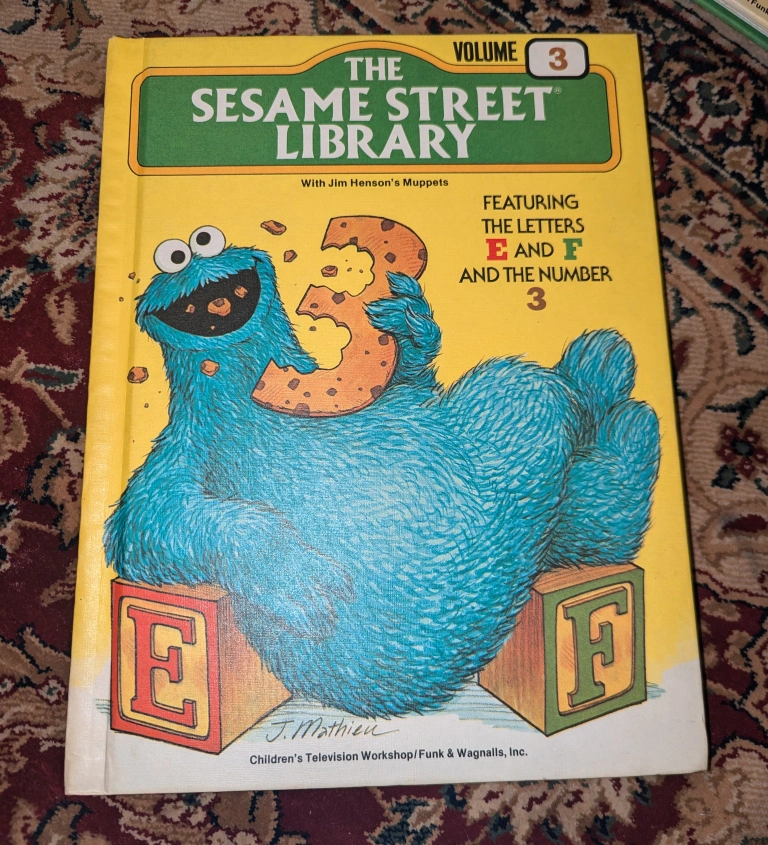 VOLUME 3
THE
SESAME STREET®
LIBRARY
With Jim Henson's Muppets
FEATURING
THE LETTERS
E AND F
AND THE NUMBER
3
3
E
F
J. Mathieu
Children's Television Workshop/Funk & Wagnalls, Inc.